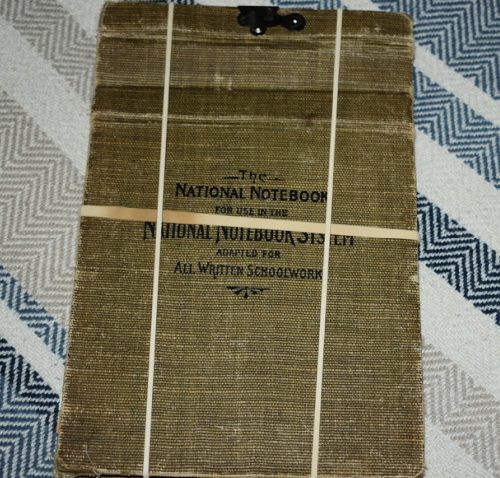 The
NATIONAL NOTEBOOK
FOR USE IN THE
NATIONAL NOTEBOOK SYSTEM
ADAPTED FOR
ALL WRITTEN SCHOOLWORK